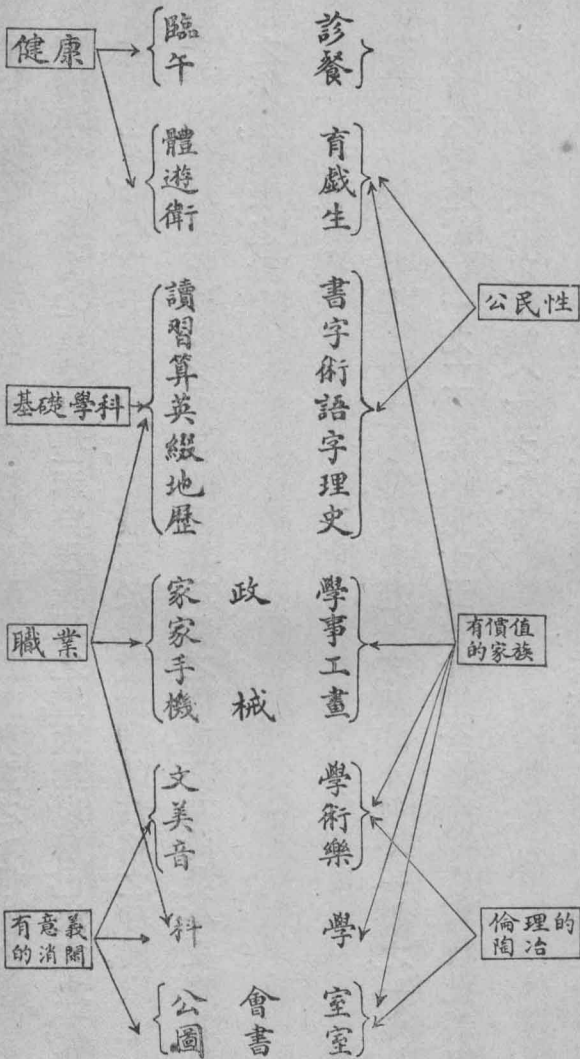 健康
臨診
午餐
體育
遊戲
衛生
公民性
基礎學科
讀書
習字
算術
英語
綴字
地理
歷史
職業
家政學
家事
手工
機械畫
有價值
的家族
文學
美術
音樂
有意義
的消閒
科學
倫理的
陶冶
公會室
圖書室